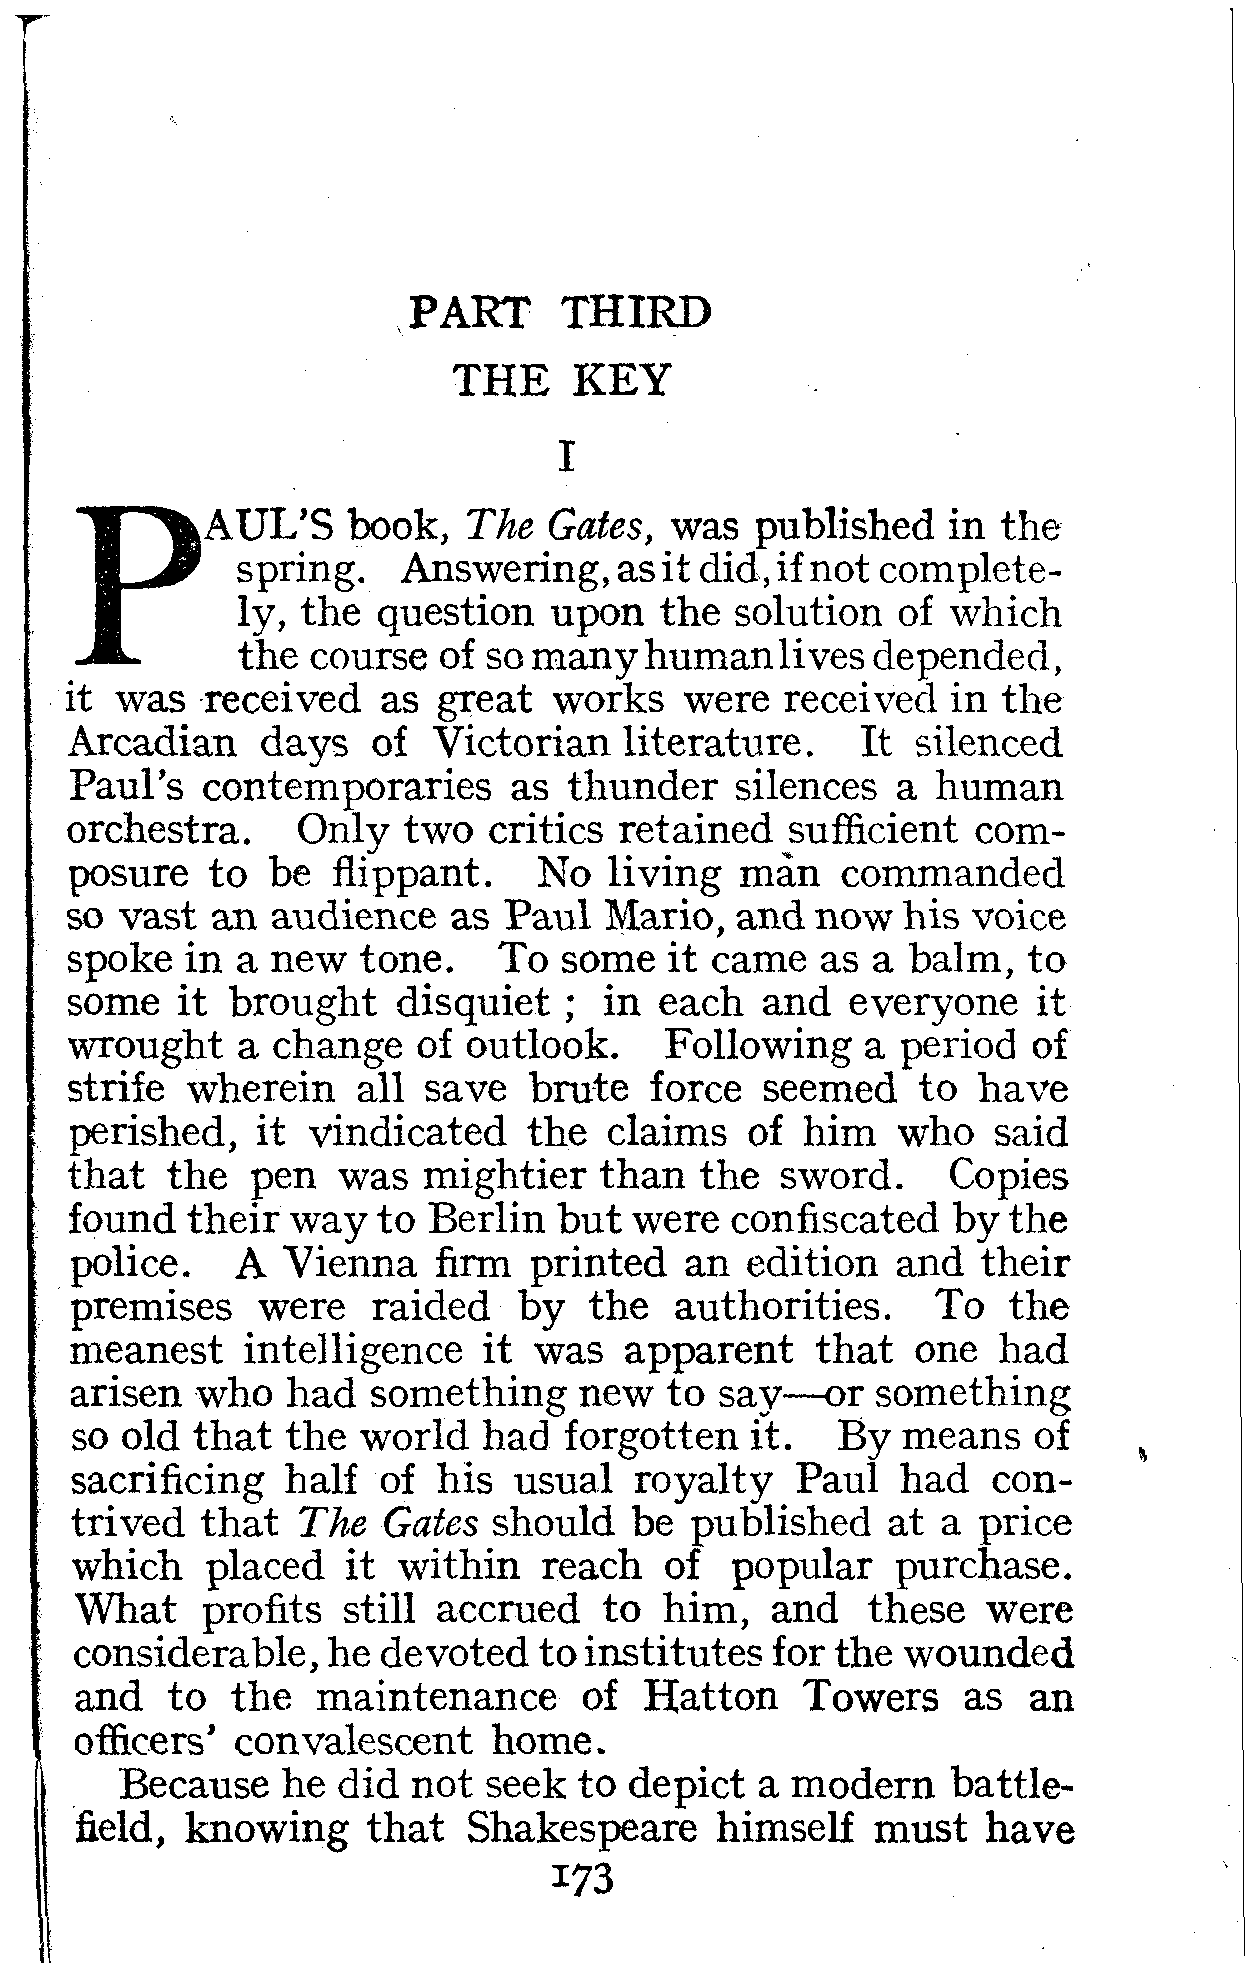 PART THIRD
THE KEY
I
PAUL'S book, The Gates, was published in the
spring. Answering, as it did, if not complete-
ly, the question upon the solution of which
the course of so many human lives depended,
it was received as great works were received in the
Arcadian days of Victorian literature. It silenced
Paul's contemporaries as thunder silences a human
orchestra. Only two critics retained sufficient com-
posure to be flippant. No living man commanded
so vast an audience as Paul Mario, and now his voice
spoke in a new tone. To some it came as a balm, to
some it brought disquiet ; in each and everyone it
wrought a change of outlook. Following a period of
strife wherein all save brute force seemed to have
perished, it vindicated the claims of him who said
that the pen was mightier than the sword. Copies
found their way to Berlin but were confiscated by the
police. A Vienna firm printed an edition and their
premises were raided by the authorities. To the
meanest intelligence it was apparent that one had
arisen who had something new to say—or something
so old that the world had forgotten it. By means of
sacrificing half of his usual royalty Paul had con-
trived that The Gates should be published at a price
which placed it within reach of popular purchase.
What profits still accrued to him, and these were
considerable, he devoted to institutes for the wounded
and to the maintenance of Hatton Towers as an
officers' convalescent home.
Because he did not seek to depict a modern battle-
field, knowing that Shakespeare himself must have
173